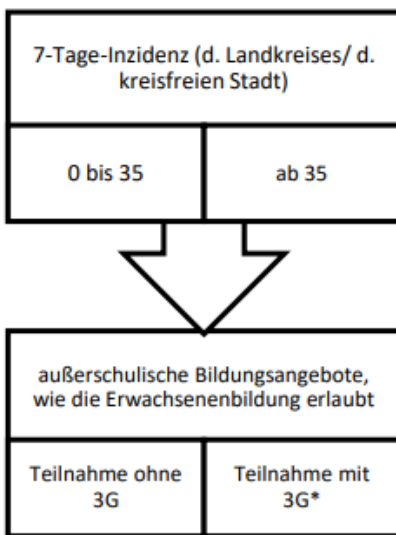 7-Tage-Inzidenz (d. Landkreises/ d.
kreisfreien Stadt)
0 bis 35
ab 35
außerschulische Bildungsangebote,
wie die Erwachsenenbildung erlaubt
Teilnahme ohne
3G
Teilnahme mit
3G*